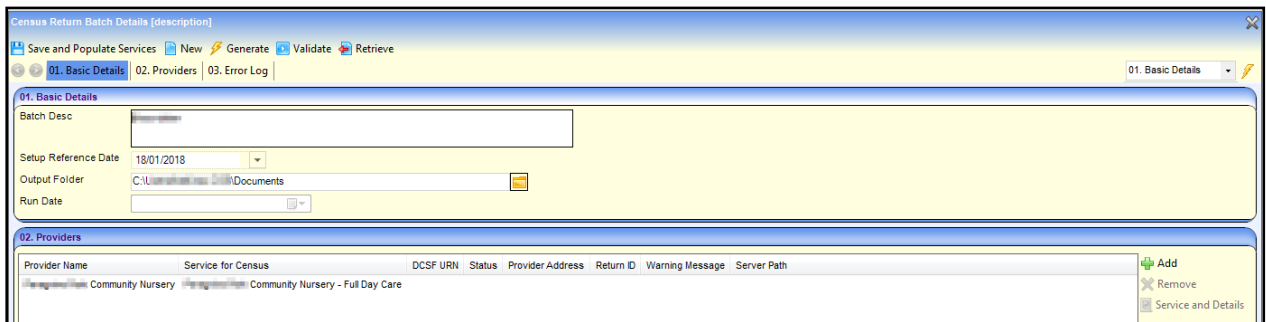 Census Return Batch Details [description]
Save and Populate Services New Generate Validate Retrieve
01. Basic Details 02. Providers 03. Error Log 01. Basic Details
01. Basic Details
Batch Desc
Setup Reference Date 18/01/2018
Output Folder C:\U \Documents
Run Date
02. Providers
Provider Name Service for Census DCSF URN Status Provider Address Return ID Warning Message Server Path
Community Nursery Community Nursery - Full Day Care
Add
Remove
Service and Details